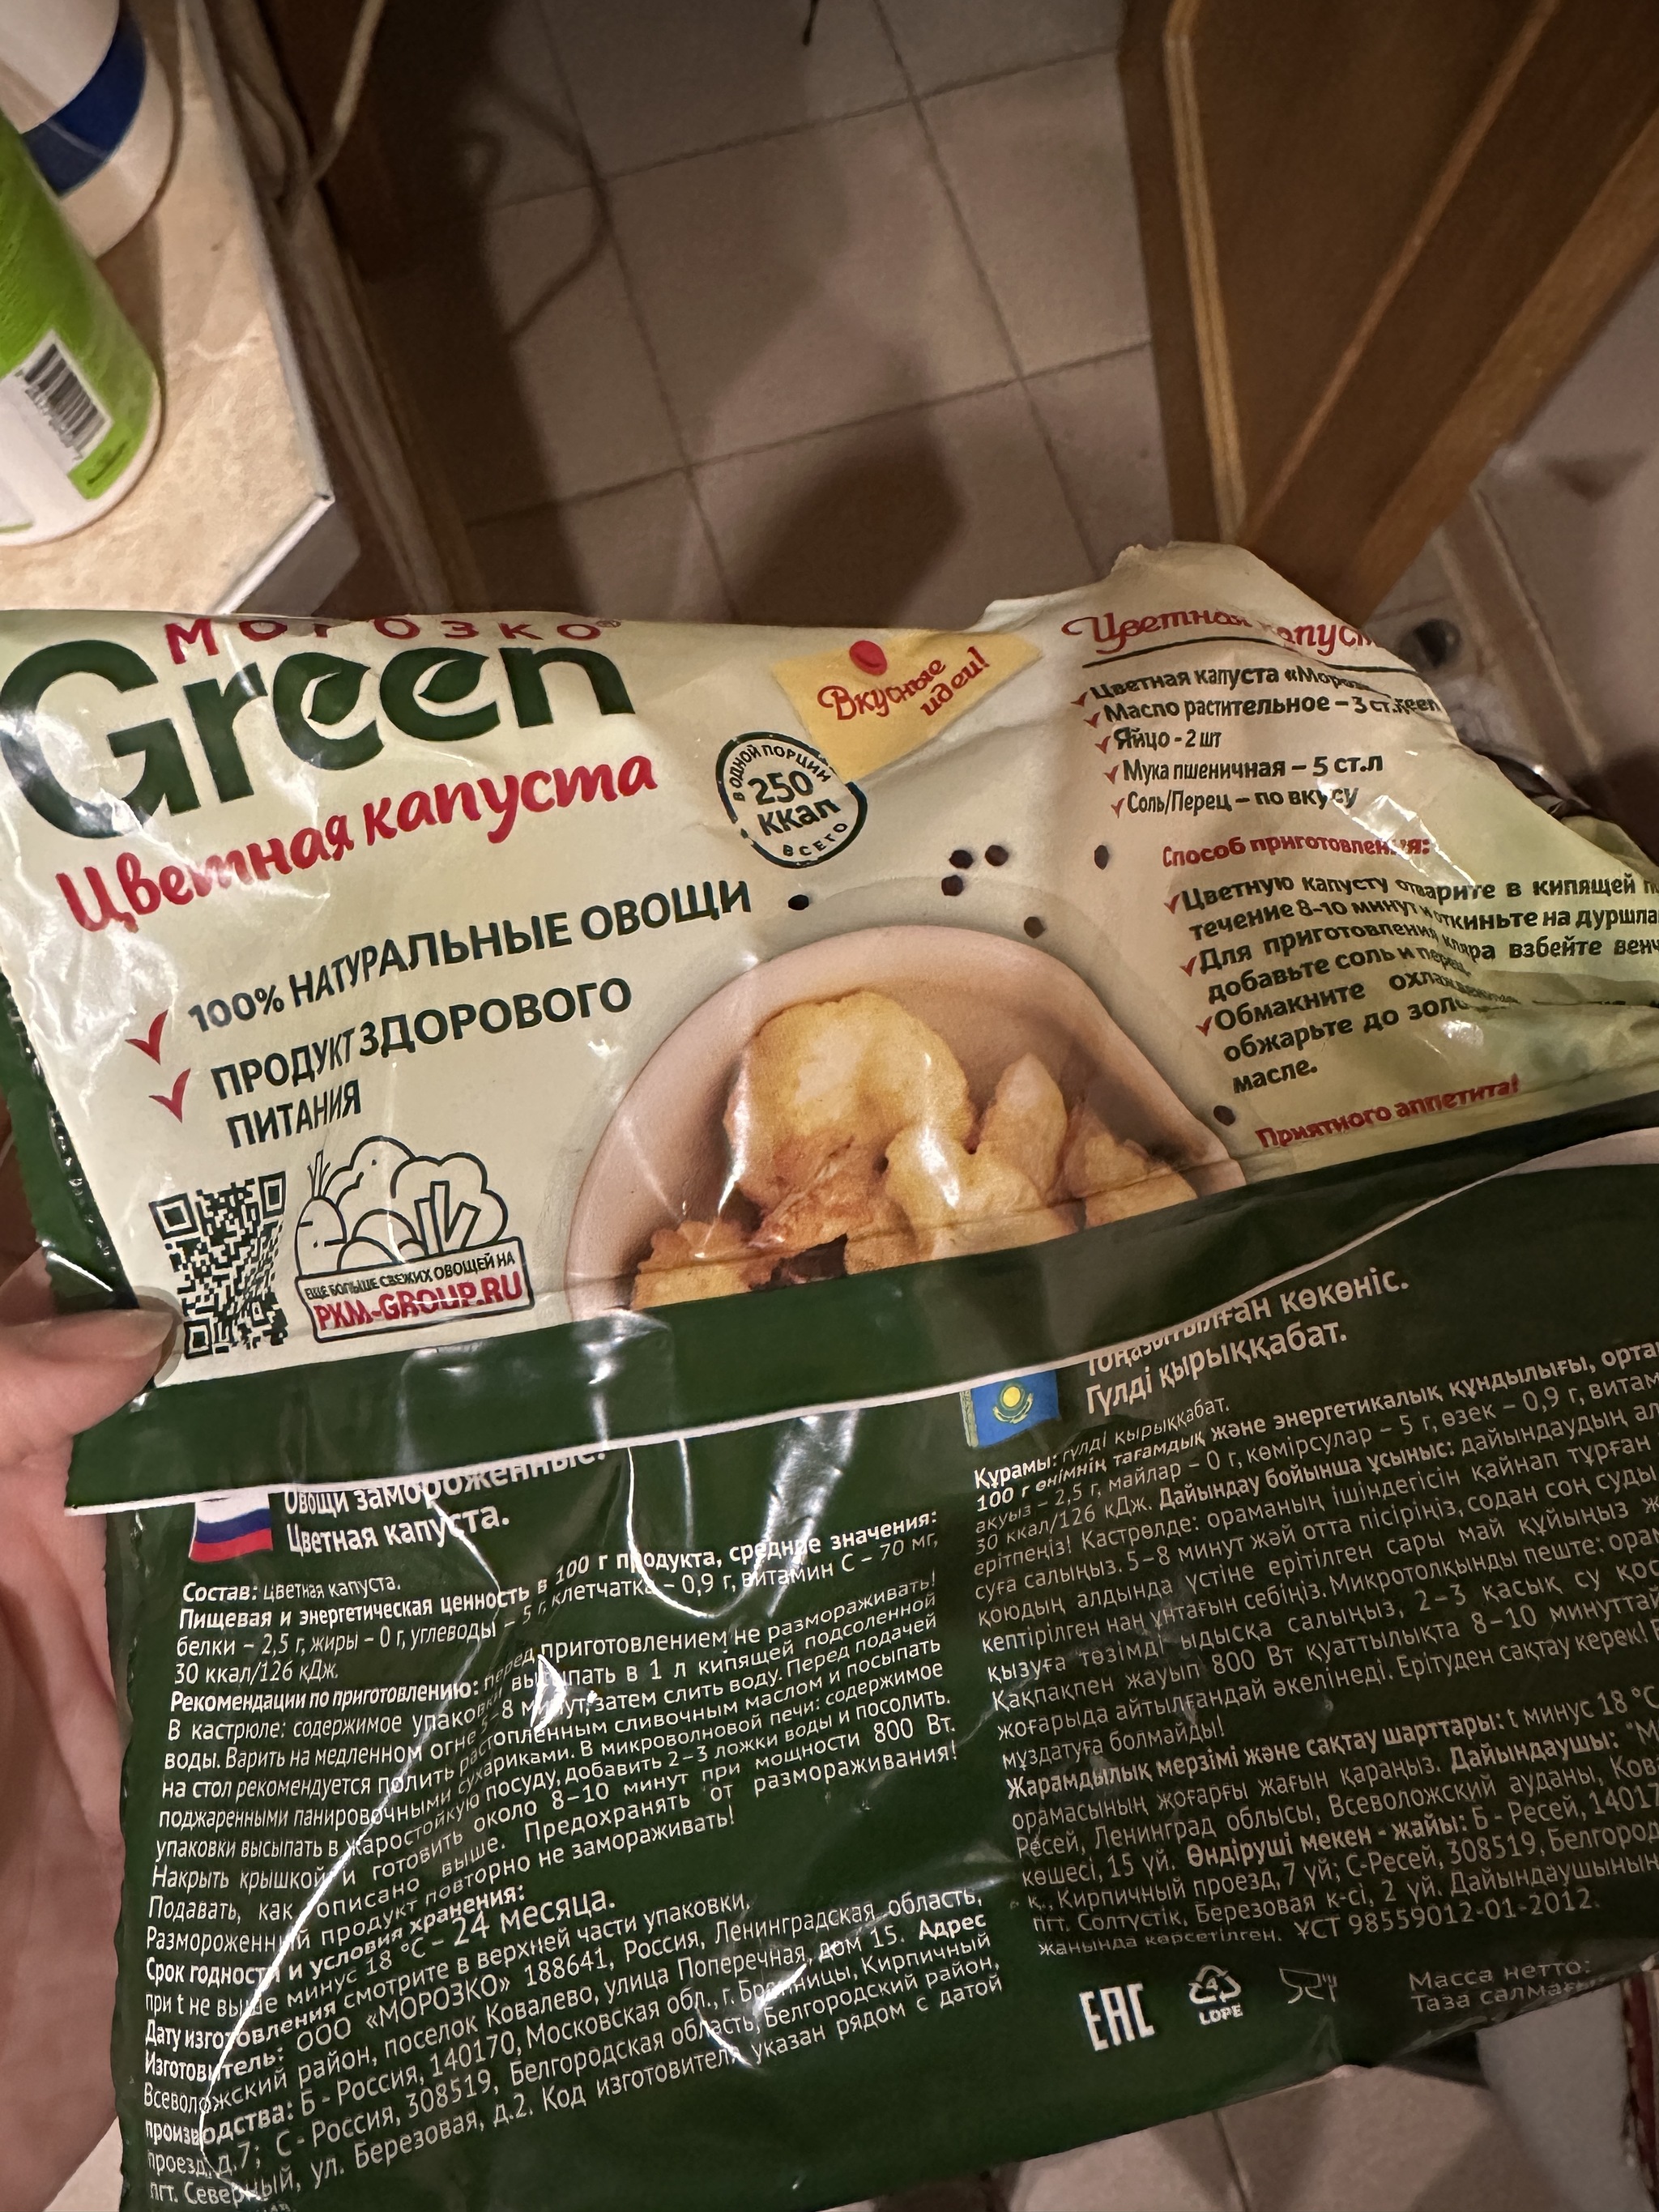 МОРОЗКО®
Green
Цветная капуста
100% НАТУРАЛЬНЫЕ ОВОЩИ
ПРОДУКТ ЗДОРОВОГО
ПИТАНИЯ
ЕЩЕ БОЛЬШЕ СВЕЖИХ ОВОЩЕЙ НА
PKM-GROUP.RU
В ОДНОЙ ПОРЦИИ
250
ККал
ВСЕГО
Вкусные
идеи!
Цветная
Цветная капуста
Масло растительное – 3 ст.
Яйцо - 2 шт
Мука пшеничная – 5 ст.л
Соль/Перец – по вкусу
Способ приготовления:
Цветную капусту отварите в кипящей
течение 8-10 минут и откиньте на
Для приготовления кляра взбейте
добавьте соль и перец.
Обмакните
обжарьте до
масле.
Приятного аппетита!
Овощи замороженные.
Цветная капуста.
Состав: цветная капуста.
Пищевая и энергетическая ценность в 100 г продукта, средние значения:
белки – 2,5 г, жиры – 0 г, углеводы – 5 г, клетчатка – 0,9 г, витамин С – 70 мг,
30 ккал/126 кДж.
Рекомендации по приготовлению: перед приготовлением не размораживать!
В кастрюле: содержимое упаковки высыпать в 1 л кипящей подсоленной
воды. Варить на медленном огне 5–8 минут, затем слить воду. Перед подачей
на стол рекомендуется полить растопленным сливочным маслом и посыпать
поджаренными панировочными сухариками. В микроволновой печи: содержимое
упаковки высыпать в жаростойкую посуду, добавить 2–3 ложки воды и посолить.
Накрыть крышкой и готовить около 8–10 минут при мощности 800 Вт.
Подавать, как описано выше. Предохранять от размораживания!
Размороженный продукт повторно не замораживать!
Срок годности и условия хранения:
при t не выше минус 18 °C – 24 месяца.
Дату изготовления смотрите в верхней части упаковки.
Изготовитель: ООО «МОРОЗКО» 188641, Россия, Ленинградская область,
Всеволожский район, поселок Ковалево, улица Поперечная, дом 15. Адрес
производства: Б - Россия, 140170, Московская обл., г. Бронницы, Кирпичный
проезд, д.7; С - Россия, 308519, Белгородская область, Белгородский район,
пгт. Северный, ул. Березовая, д.2. Код изготовителя указан рядом с датой
көкөніс.
Гүлді қырыққабат.
Құрамы: гүлді қырыққабат.
100 г өнімнің тағамдық және энергетикалық құндылығы,
ақуыз – 2,5 г, майлар – 0 г, көмірсулар – 5 г, өзек – 0,9 г,
30 ккал/126 кДж. Дайындау бойынша ұсыныс: дайындаудың
ерітпеңіз! Кастрөлде: ораманың ішіндегісін қайнап тұрған
суға салыңыз. 5–8 минут жай отта пісіріңіз, содан соң суды
қоюдың алдында үстіне ерітілген сары май құйыңыз
кептірілген нан ұнтағын себіңіз. Микротолқынды пеште:
қызуға төзімді ыдысқа салыңыз, 2–3 қасық су
Қақпақпен жауып 800 Вт қуаттылықта 8–10
жоғарыда айтылғандай әкелінеді. Ерітуден сақтау керек!
мұздатуға болмайды!
Жарамдылық мерзімі және сақтау шарттары: t минус 18 °C
орамасының жоғарғы жағын қараңыз. Дайындаушы:
Ресей, Ленинград облысы, Всеволожский ауданы,
көшесі, 15 үй. Өндіруші мекен - жайы: Б - Ресей,
к., Кирпичный проезд, 7 үй; С-Ресей, 308519,
пгт. Солтүстік, Березовая к-сі, 2 үй. Дайындаушының
жанында көрсетілген. ҰСТ 98559012-01-2012.
EAC
4
LDPE
Масса нетто:
Таза